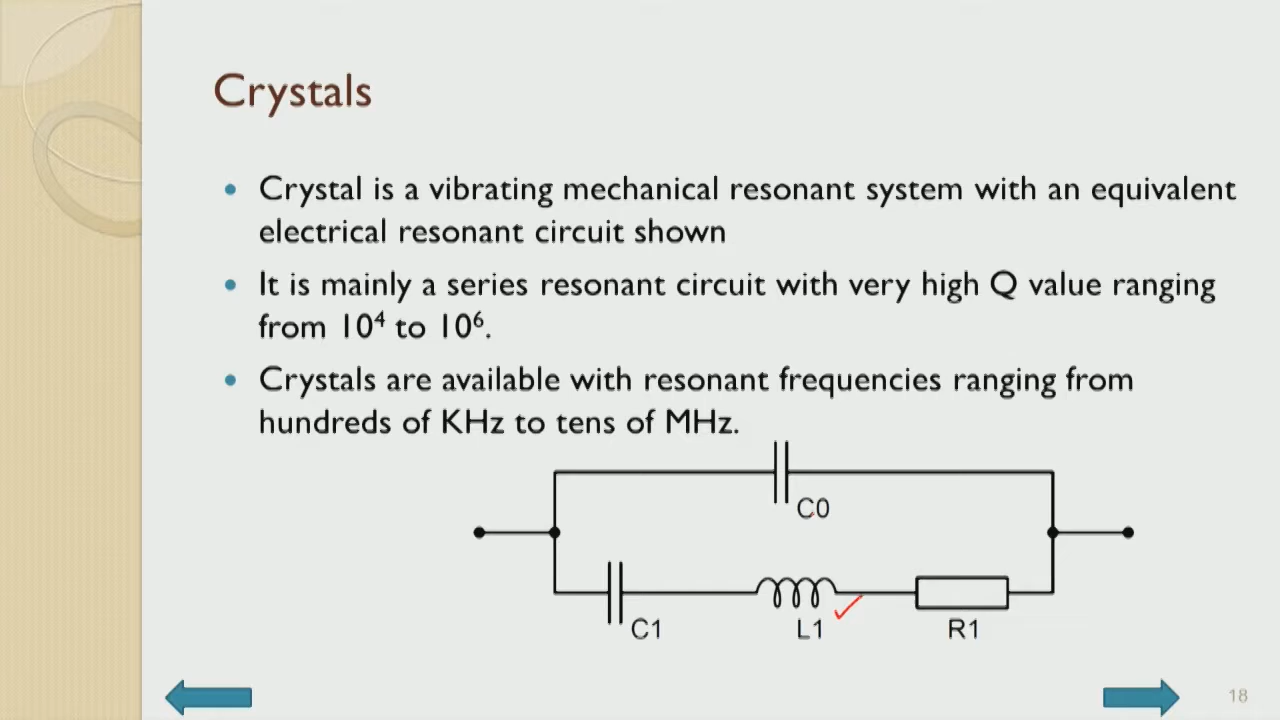 Crystals
• Crystal is a vibrating mechanical resonant system with an equivalent
electrical resonant circuit shown
• It is mainly a series resonant circuit with very high Q value ranging
from 10⁴ to 10⁶.
• Crystals are available with resonant frequencies ranging from
hundreds of KHz to tens of MHz.
C0
C1 L1 R1
18